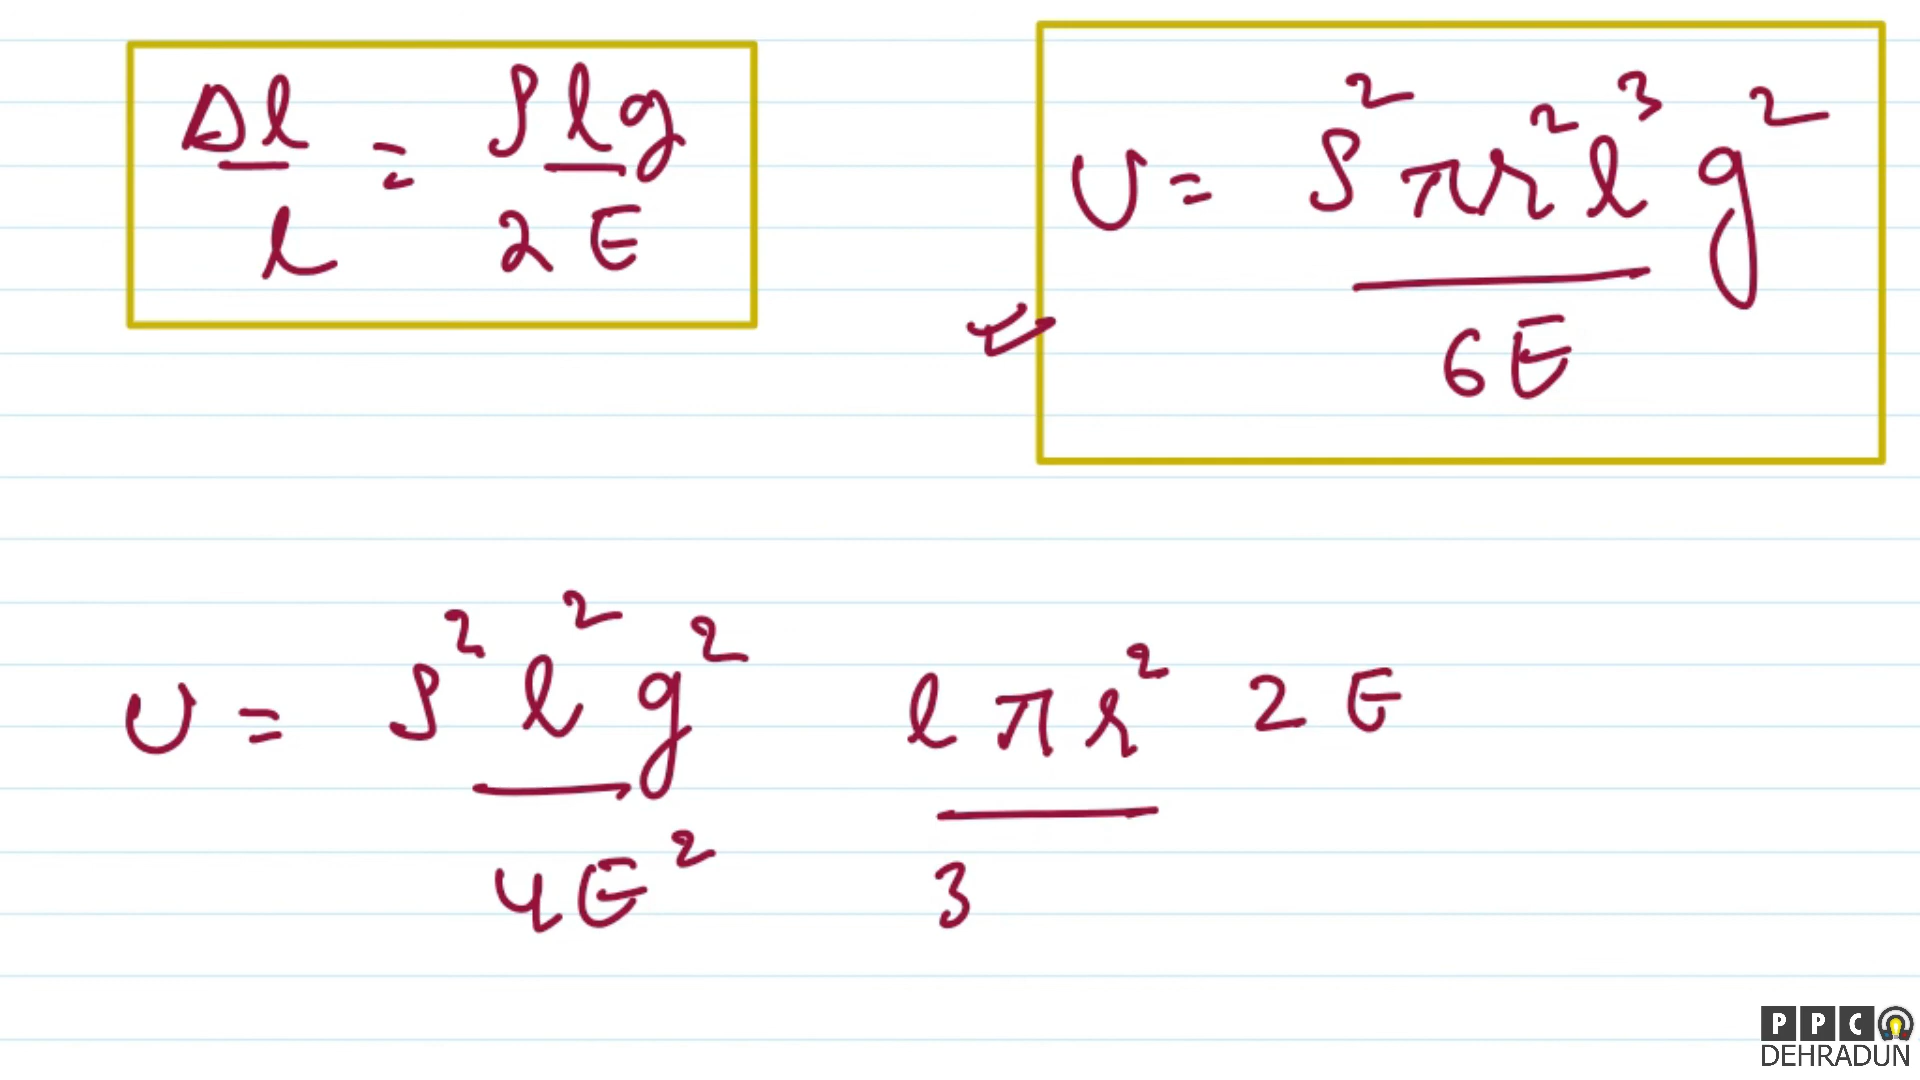 Δl/l = ρlg/2E
U = ρ²πr²l³g²/6E
U = ρ²l²g²/4E² lπr²/3 2E
PPC
DEHRADUN